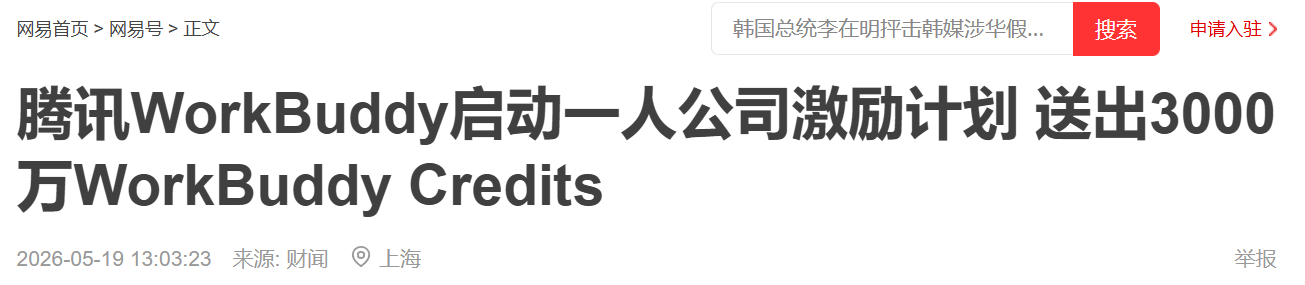 网易首页 > 网易号 > 正文
韩国总统李在明抨击韩媒涉华假...
搜索
申请入驻
腾讯WorkBuddy启动一人公司激励计划 送出3000
万WorkBuddy Credits
2026-05-19 13:03:23 来源: 财闻 上海
举报